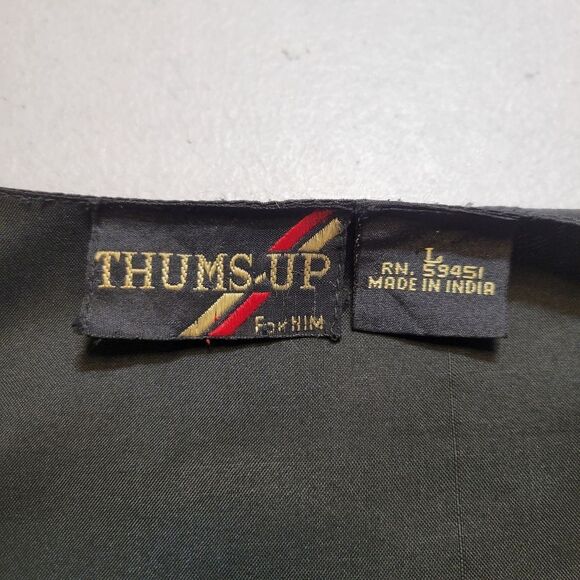 THUMS-UP
FOR HIM
L
RN. 59451
MADE IN INDIA